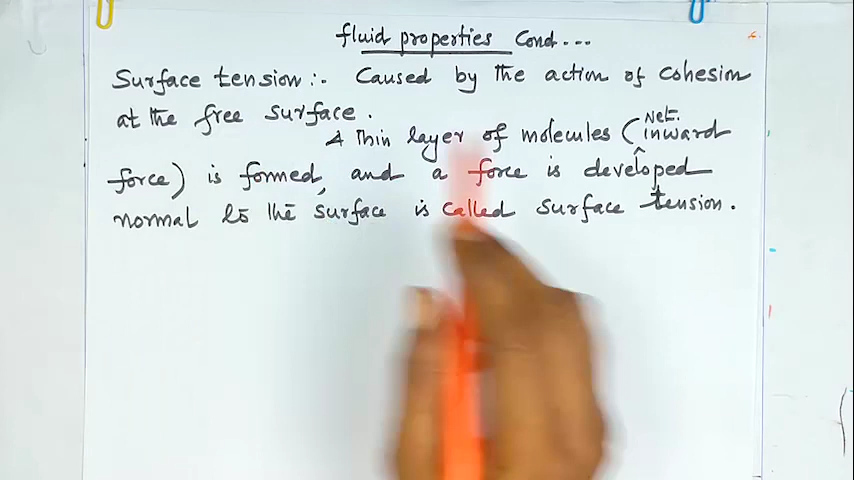 fluid properties Cond...
Surface tension:- Caused by the action of cohesion
at the free surface.
A Thin layer of molecules (Net inward
force) is formed, and a force is developed
normal to the surface is called surface tension.